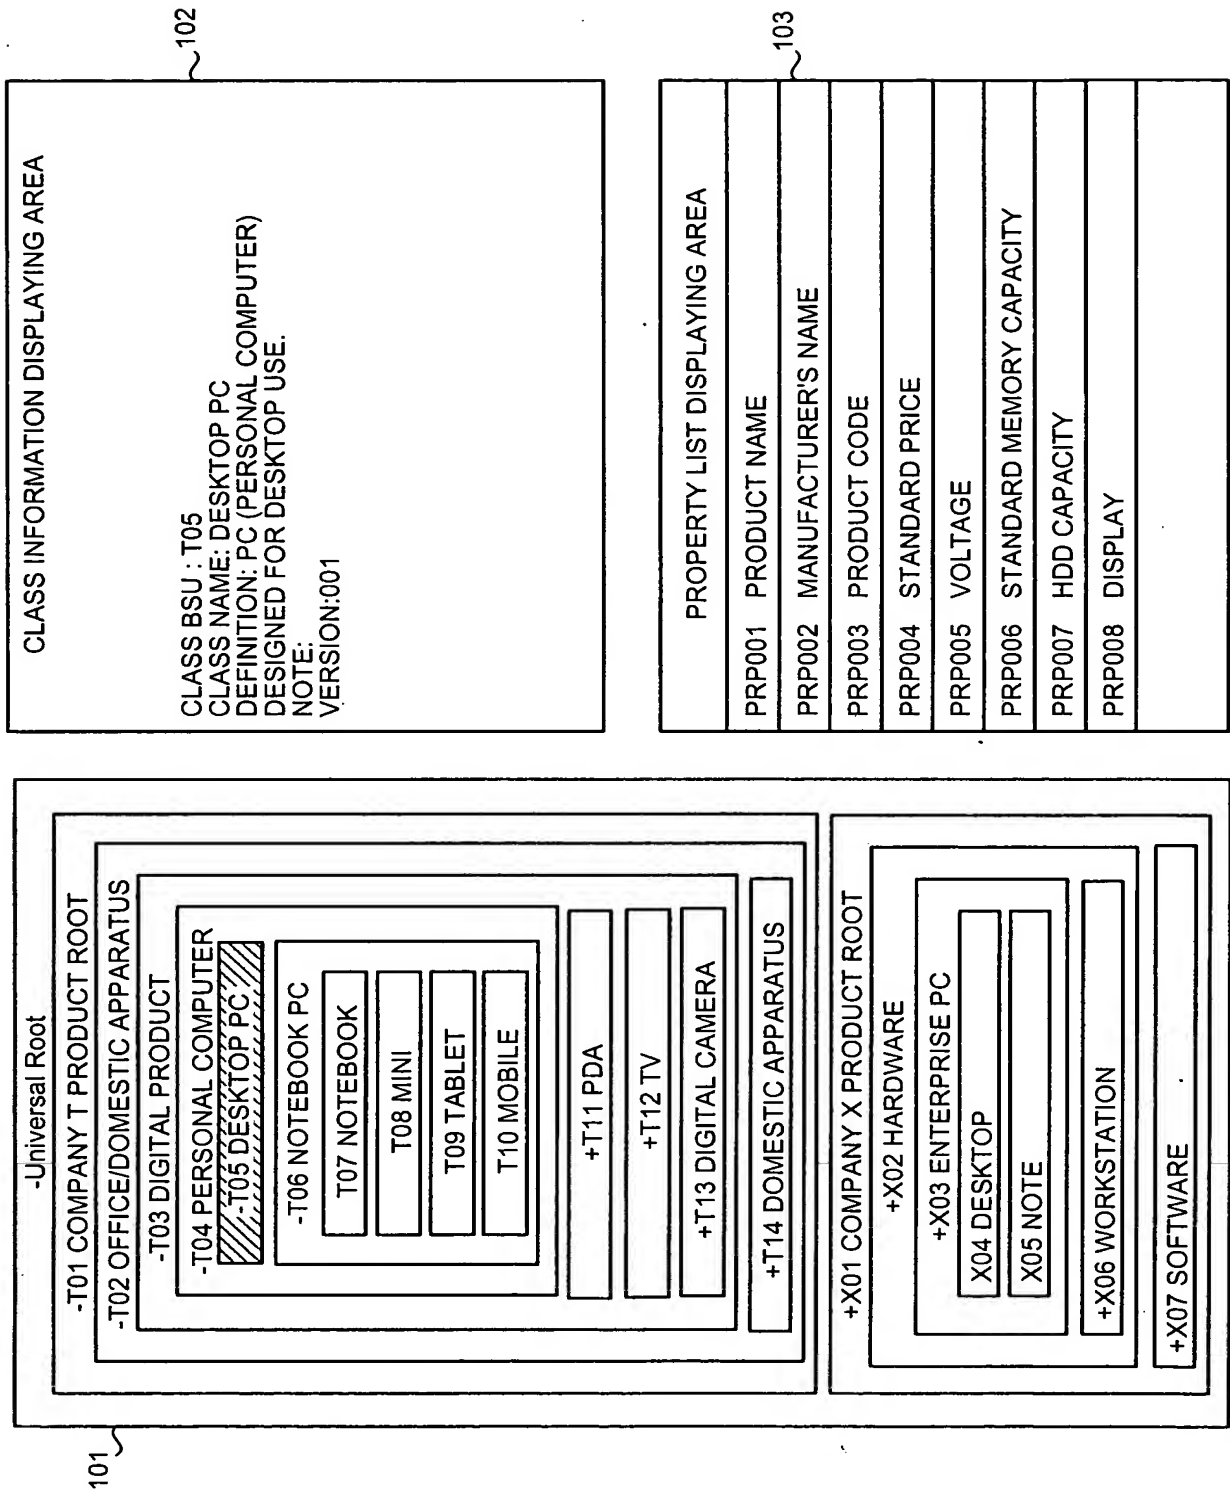 101
-Universal Root
-T01 COMPANY T PRODUCT ROOT
-T02 OFFICE/DOMESTIC APPARATUS
-T03 DIGITAL PRODUCT
-T04 PERSONAL COMPUTER
-T05 DESKTOP PC
-T06 NOTEBOOK PC
T07 NOTEBOOK
T08 MINI
T09 TABLET
T10 MOBILE
+T11 PDA
+T12 TV
+T13 DIGITAL CAMERA
+T14 DOMESTIC APPARATUS
+X01 COMPANY X PRODUCT ROOT
+X02 HARDWARE
+X03 ENTERPRISE PC
X04 DESKTOP
X05 NOTE
+X06 WORKSTATION
+X07 SOFTWARE
102
CLASS INFORMATION DISPLAYING AREA
CLASS BSU : T05
CLASS NAME: DESKTOP PC
DEFINITION: PC (PERSONAL COMPUTER)
DESIGNED FOR DESKTOP USE.
NOTE:
VERSION:001
103
PROPERTY LIST DISPLAYING AREA
PRP001 PRODUCT NAME
PRP002 MANUFACTURER'S NAME
PRP003 PRODUCT CODE
PRP004 STANDARD PRICE
PRP005 VOLTAGE
PRP006 STANDARD MEMORY CAPACITY
PRP007 HDD CAPACITY
PRP008 DISPLAY